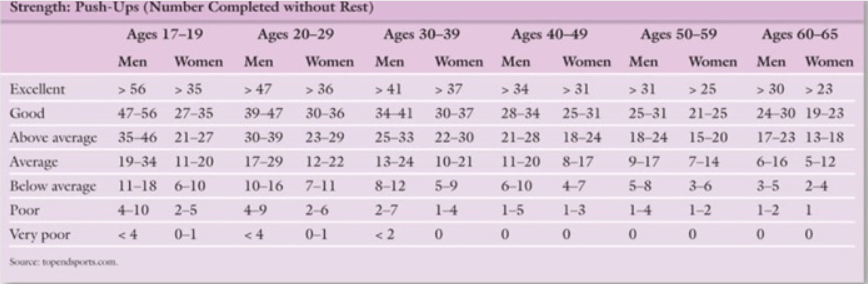 Strength: Push-Ups (Number Completed without Rest)
Ages 17–19 Ages 20–29 Ages 30–39 Ages 40–49 Ages 50–59 Ages 60–65
Men Women Men Women Men Women Men Women Men Women Men Women
Excellent > 56 > 35 > 47 > 36 > 41 > 37 > 34 > 31 > 31 > 25 > 30 > 23
Good 47–56 27–35 39–47 30–36 34–41 30–37 28–34 25–31 25–31 21–25 24–30 19–23
Above average 35–46 21–27 30–39 23–29 25–33 22–30 21–28 18–24 18–24 15–20 17–23 13–18
Average 19–34 11–20 17–29 12–22 13–24 10–21 11–20 8–17 9–17 7–14 6–16 5–12
Below average 11–18 6–10 10–16 7–11 8–12 5–9 6–10 4–7 5–8 3–6 3–5 2–4
Poor 4–10 2–5 4–9 2–6 2–7 1–4 1–5 1–3 1–4 1–2 1–2 1
Very poor < 4 0–1 < 4 0–1 < 2 0 0 0 0 0 0 0
Source: topendsports.com.